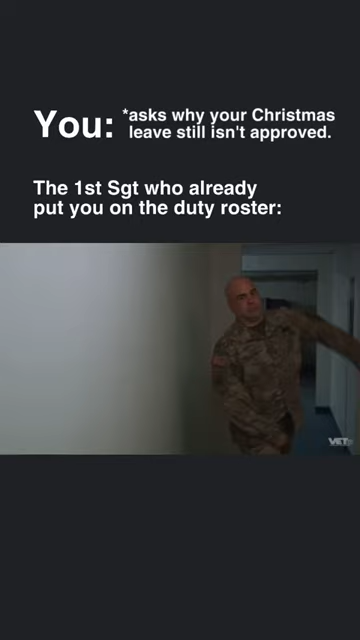 You: *asks why your Christmas
leave still isn't approved.
The 1st Sgt who already
put you on the duty roster:
VET